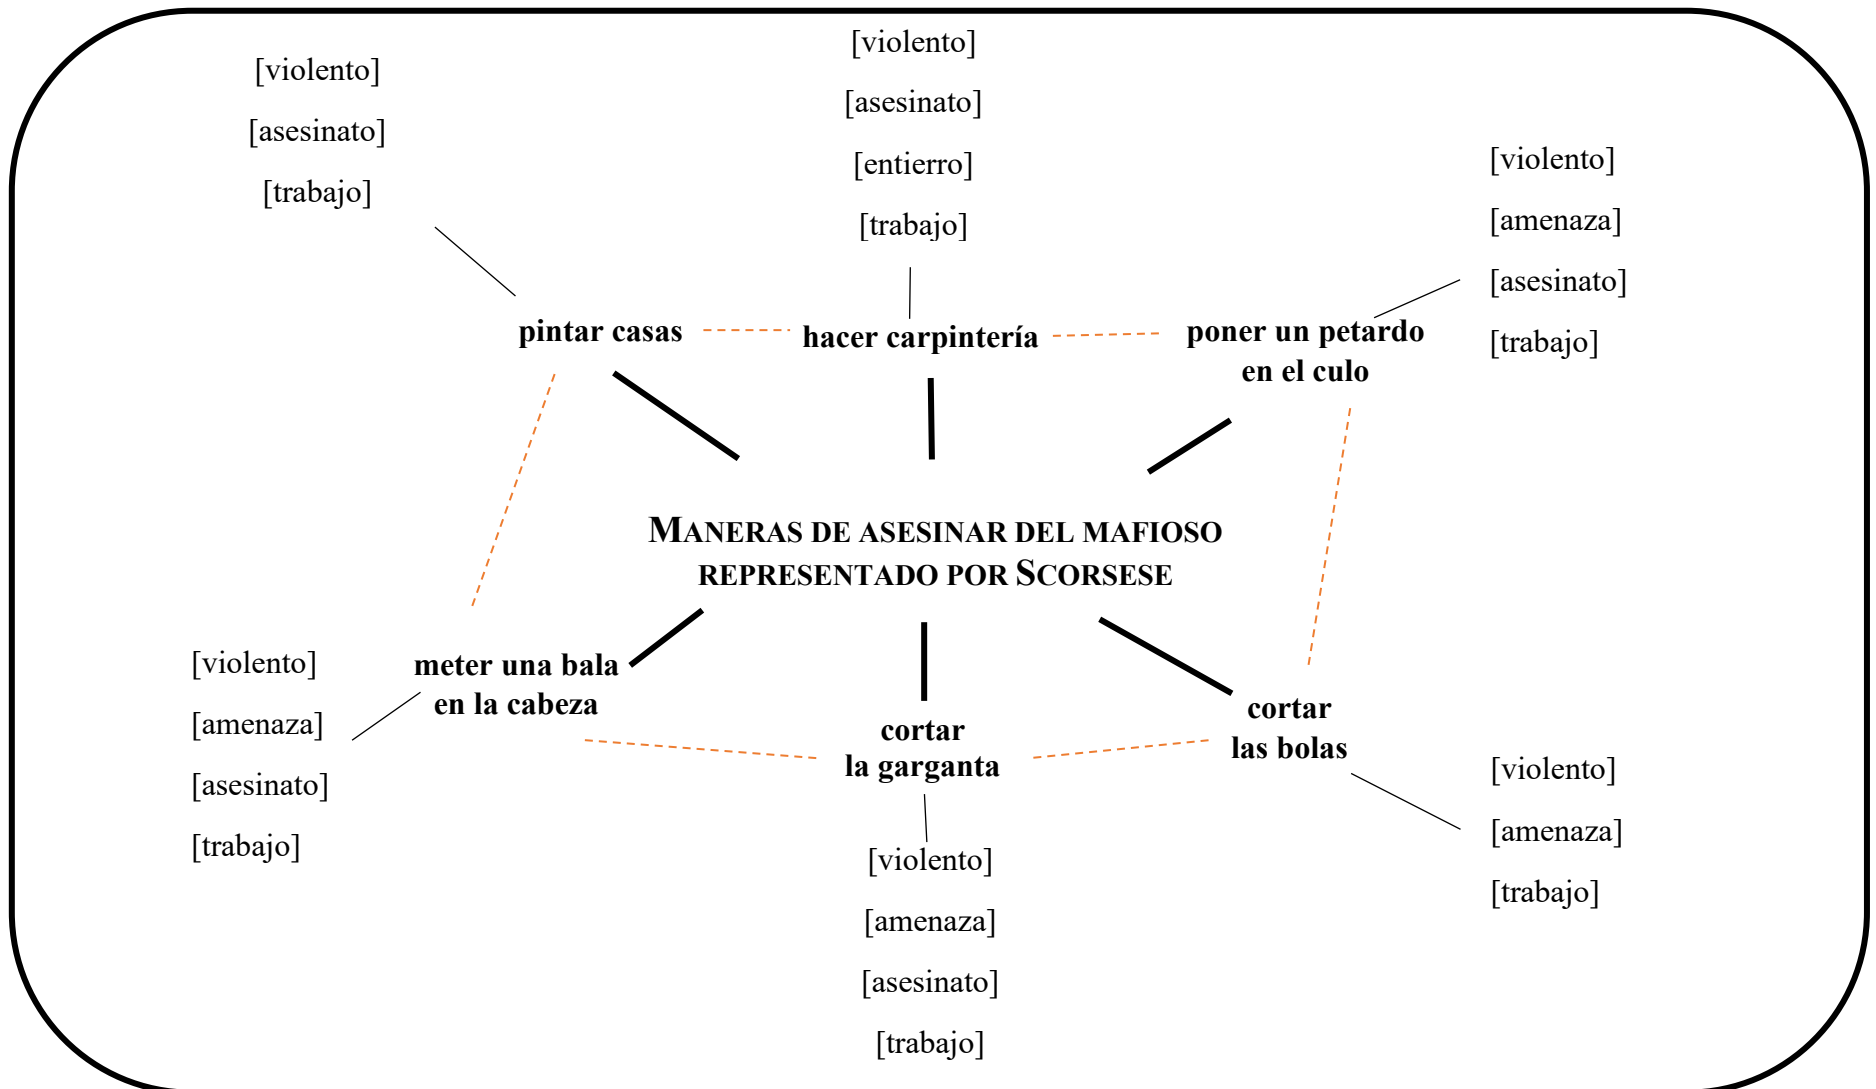 [violento]
[asesinato]
[trabajo]
[violento]
[asesinato]
[entierro]
[trabajo]
[violento]
[amenaza]
[asesinato]
[trabajo]
pintar casas
hacer carpintería
poner un petardo
en el culo
MANERAS DE ASESINAR DEL MAFIOSO
REPRESENTADO POR SCORSESE
[violento]
[amenaza]
[asesinato]
[trabajo]
meter una bala
en la cabeza
cortar
la garganta
cortar
las bolas
[violento]
[amenaza]
[asesinato]
[trabajo]
[violento]
[amenaza]
[trabajo]